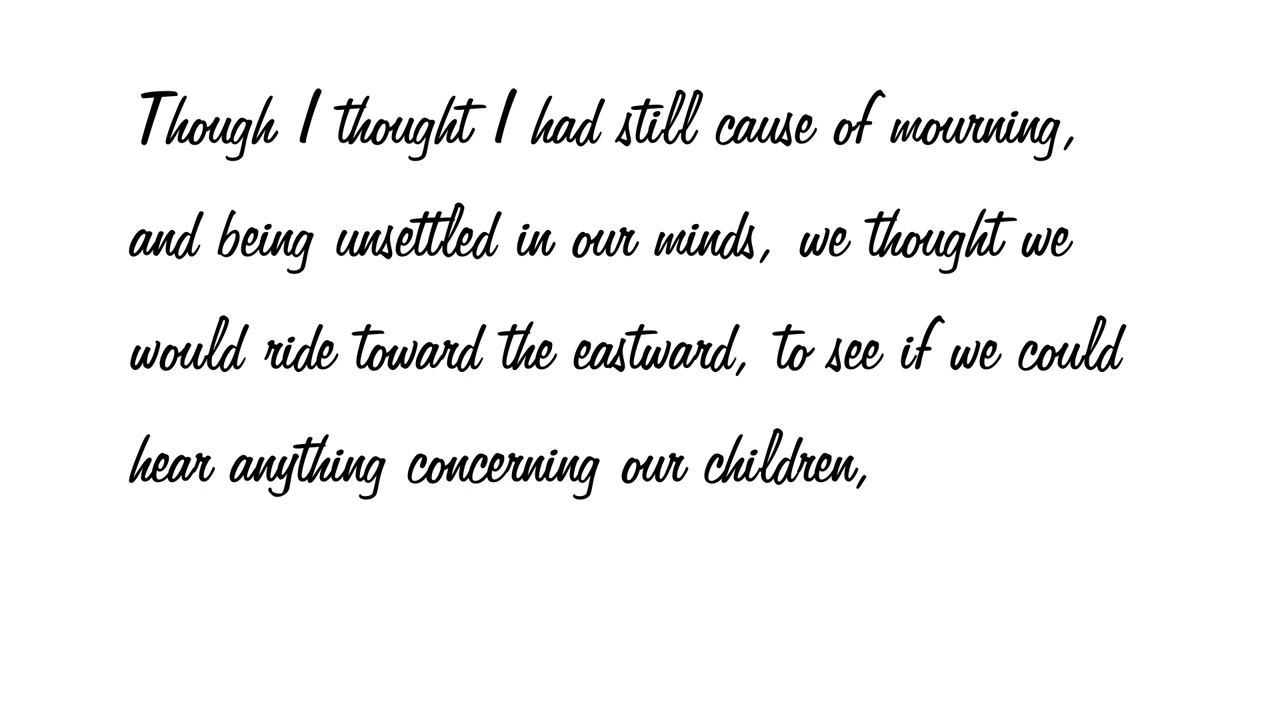 Though I thought I had still cause of mourning,
and being unsettled in our minds, we thought we
would ride toward the eastward, to see if we could
hear anything concerning our children,